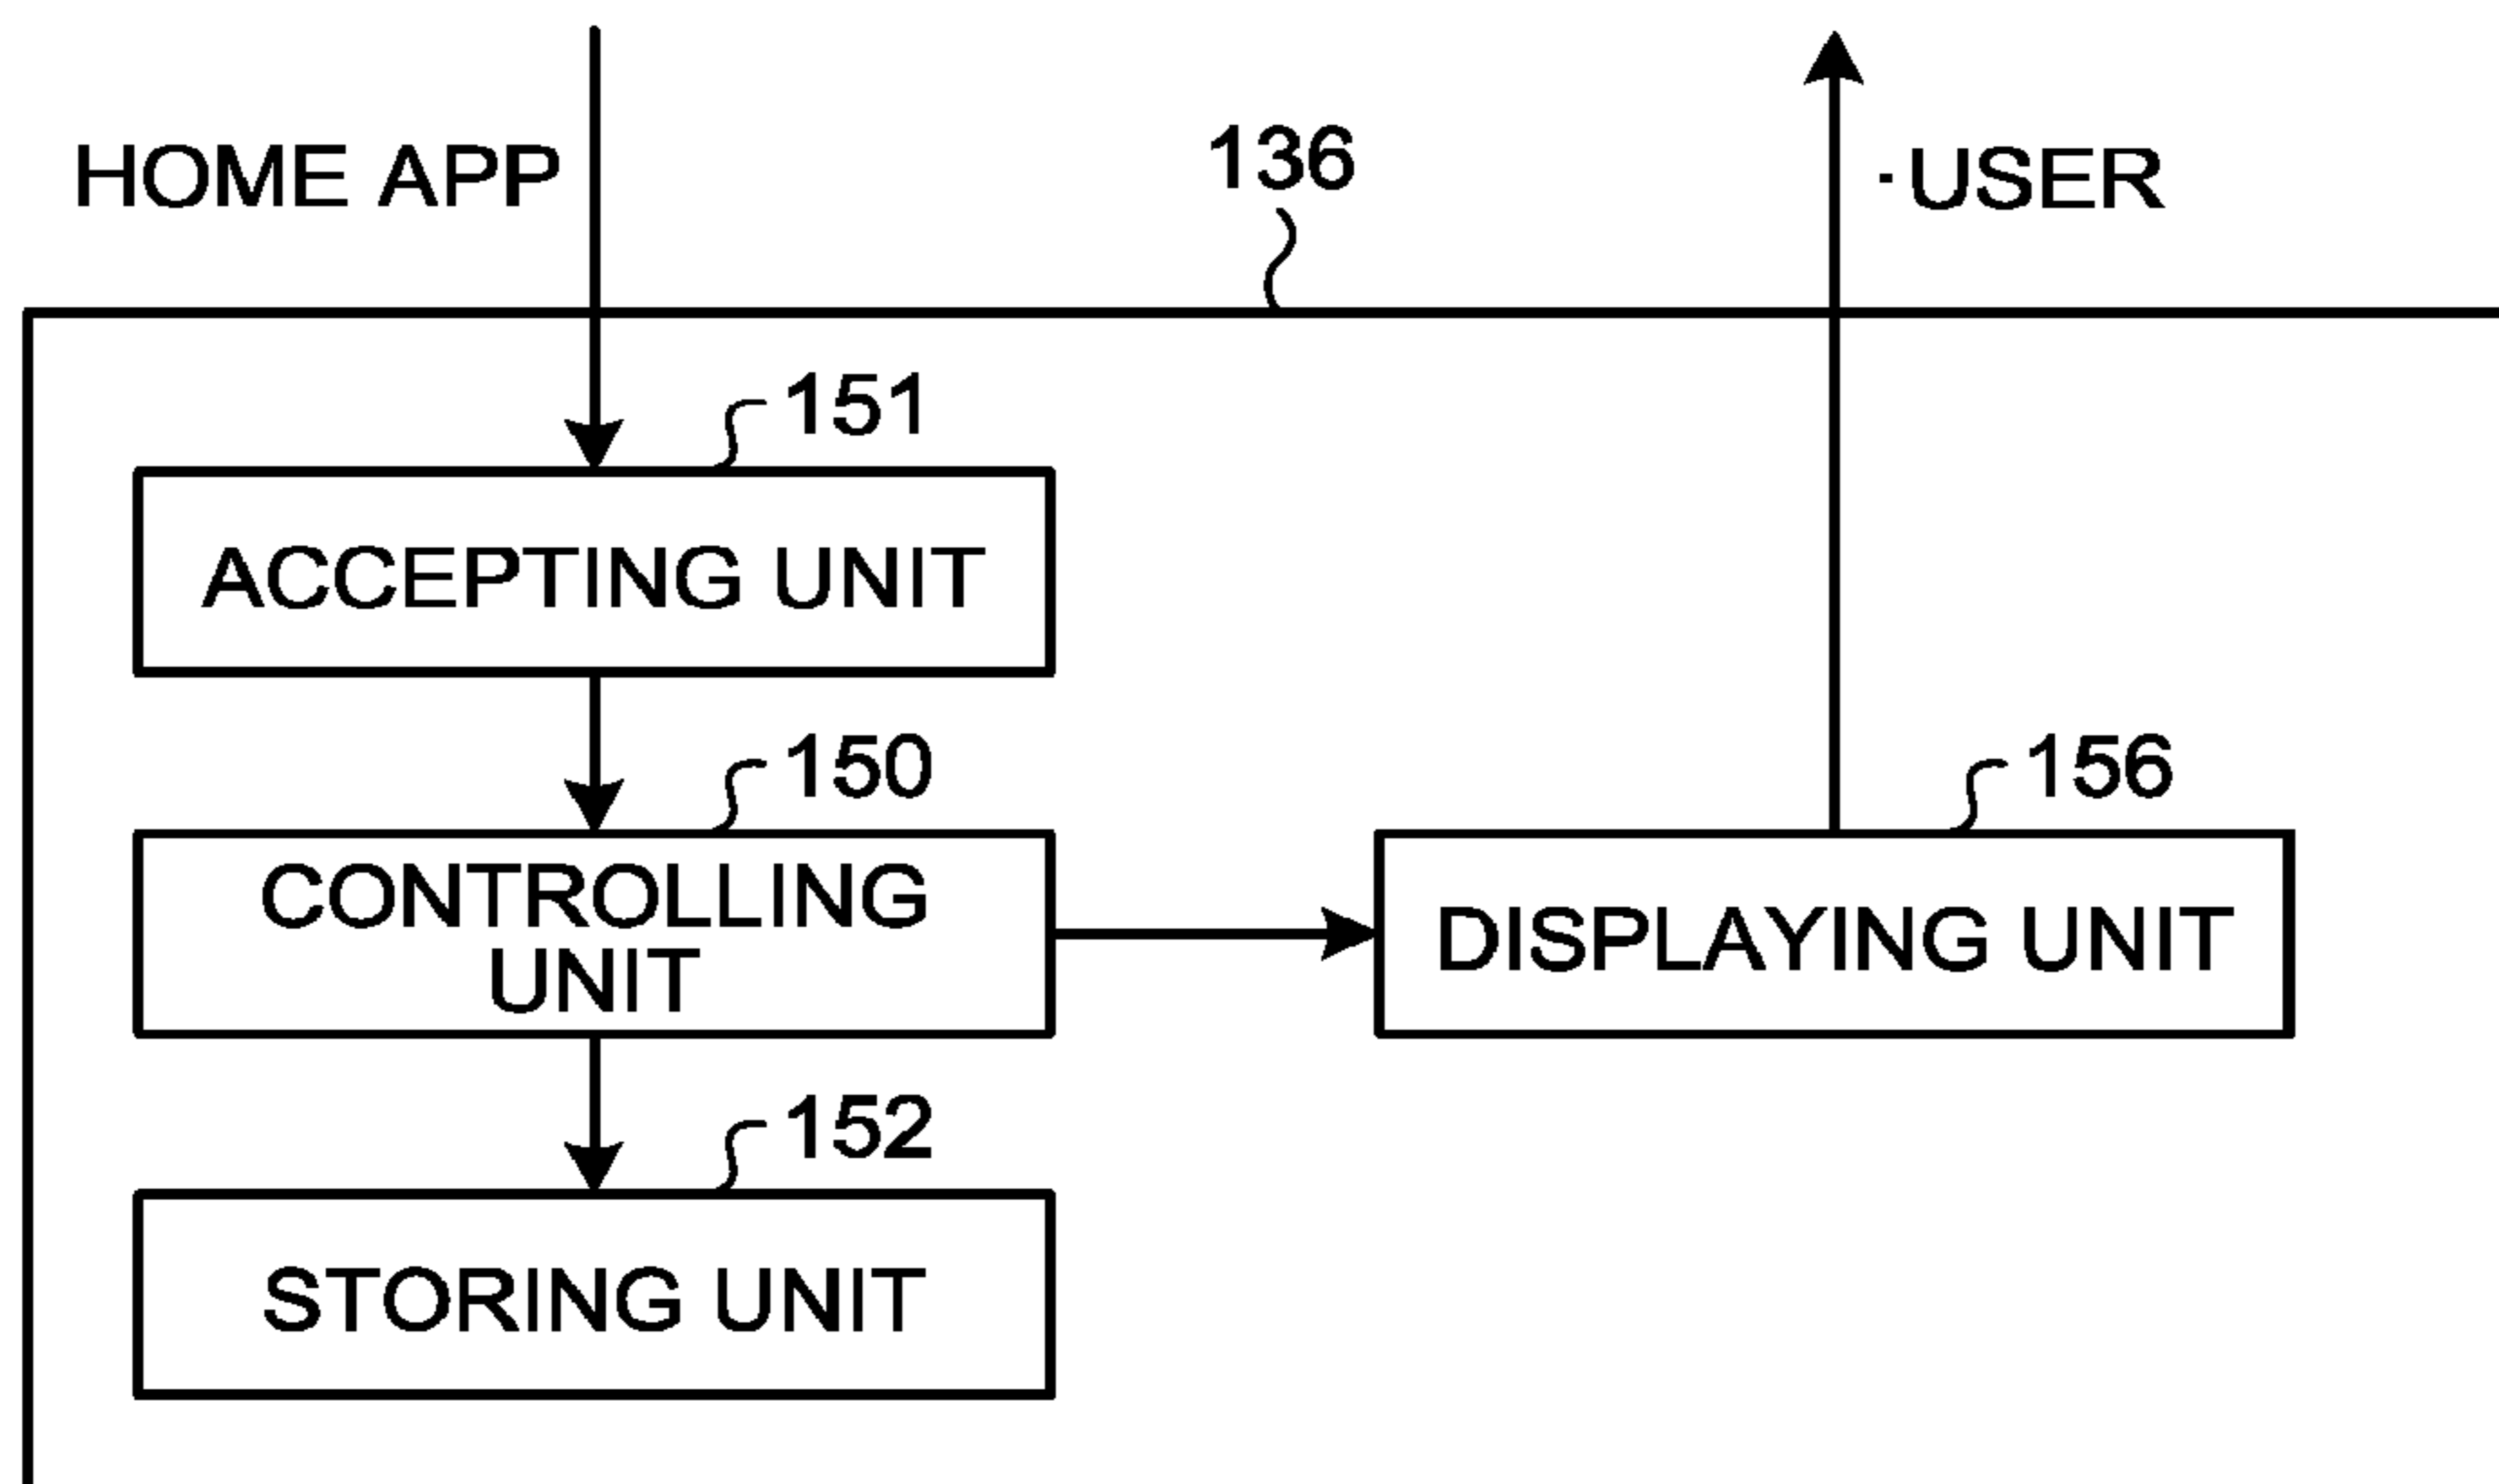 HOME APP
136
·USER
151
ACCEPTING UNIT
150
CONTROLLING
UNIT
156
DISPLAYING UNIT
152
STORING UNIT